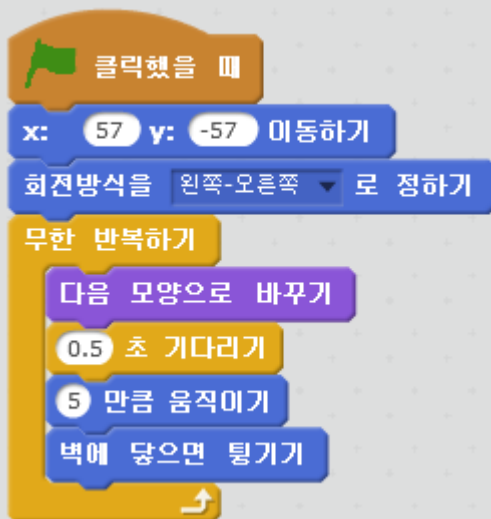 클릭했을 때
x: 57 y: -57 이동하기
회전방식을 왼쪽-오른쪽 로 정하기
무한 반복하기
다음 모양으로 바꾸기
0.5 초 기다리기
5 만큼 움직이기
벽에 닿으면 튕기기